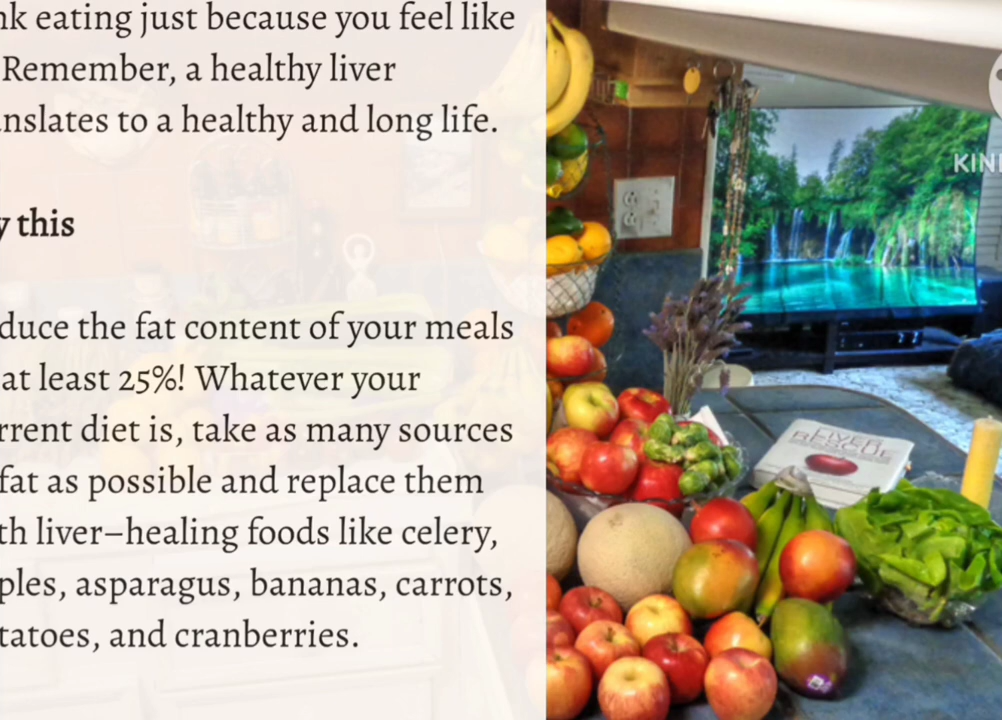 nk eating just because you feel like
Remember, a healthy liver
nslates to a healthy and long life.
y this
duce the fat content of your meals
at least 25%! Whatever your
rrent diet is, take as many sources
fat as possible and replace them
th liver–healing foods like celery,
ples, asparagus, bananas, carrots,
tatoes, and cranberries.
KIN
LIVER
RESCUE